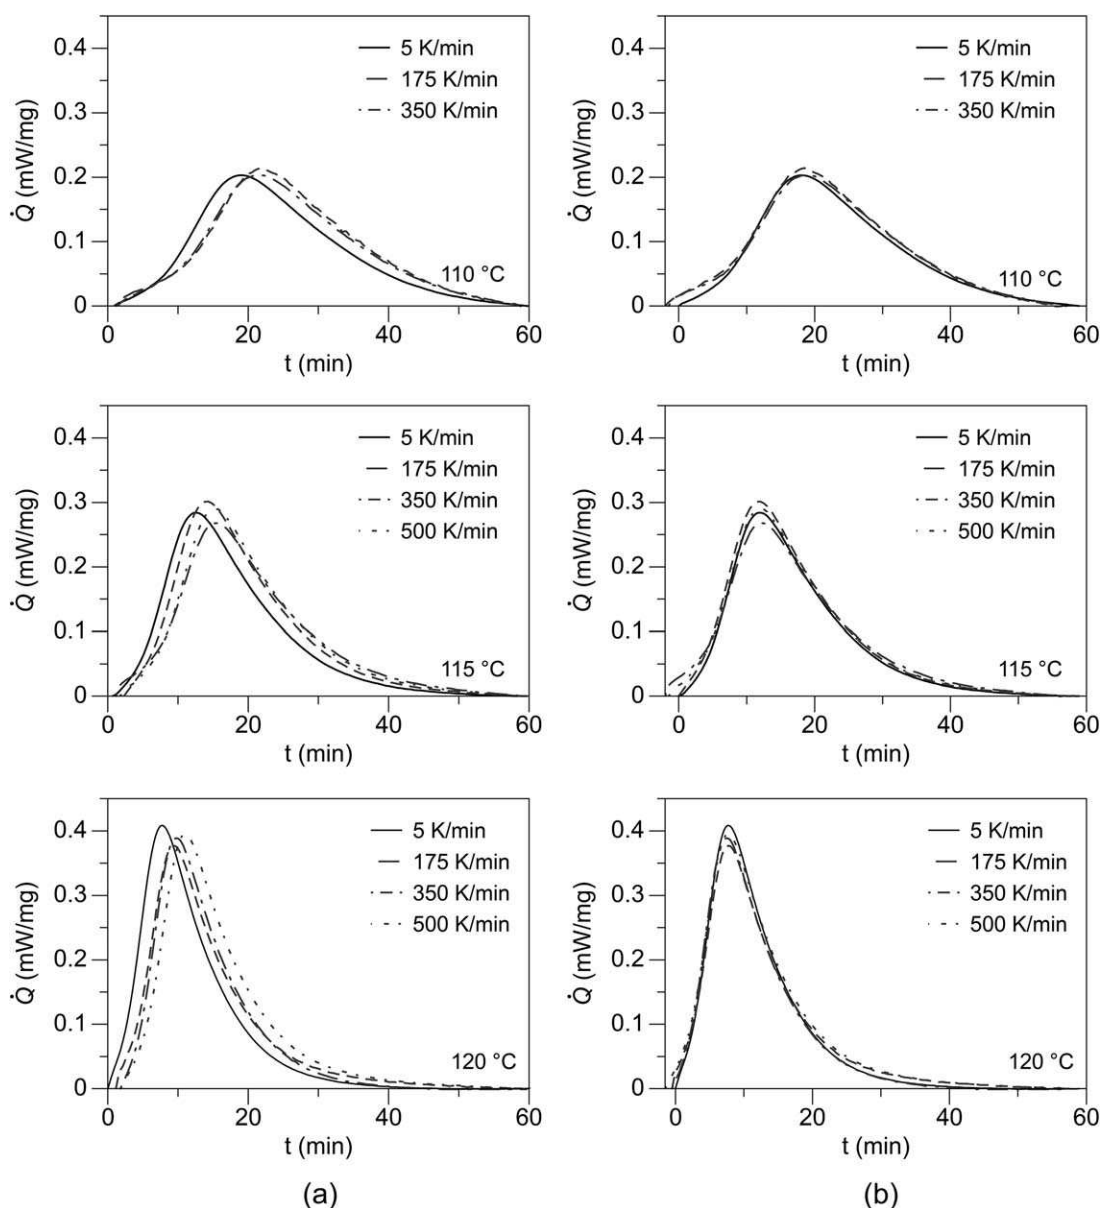 0.4
0.3
0.2
0.1
0
Q̇ (mW/mg)
5 K/min
175 K/min
350 K/min
110 °C
0 20 40 60
t (min)
0.4
0.3
0.2
0.1
0
Q̇ (mW/mg)
5 K/min
175 K/min
350 K/min
110 °C
0 20 40 60
t (min)
0.4
0.3
0.2
0.1
0
Q̇ (mW/mg)
5 K/min
175 K/min
350 K/min
500 K/min
115 °C
0 20 40 60
t (min)
0.4
0.3
0.2
0.1
0
Q̇ (mW/mg)
5 K/min
175 K/min
350 K/min
500 K/min
115 °C
0 20 40 60
t (min)
0.4
0.3
0.2
0.1
0
Q̇ (mW/mg)
5 K/min
175 K/min
350 K/min
500 K/min
120 °C
0 20 40 60
t (min)
0.4
0.3
0.2
0.1
0
Q̇ (mW/mg)
5 K/min
175 K/min
350 K/min
500 K/min
120 °C
0 20 40 60
t (min)
(a)
(b)